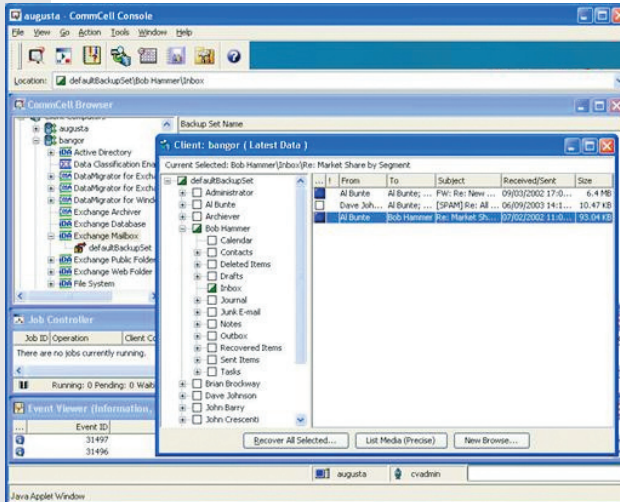 augusta - CommCell Console
File View Go Action Tools Window Help
Location: defaultBackupSet\Bob Hammer\Inbox
CommCell Browser
Client Computers
augusta
bangor
Active Directory
Data Classification Ena
DataMigrator for Excha
DataMigrator for Excha
DataMigrator for Windo
Exchange Archiver
Exchange Database
Exchange Mailbox
defaultBackupSet
Exchange Public Folder
Exchange Web Folder
File System
Backup Set Name
Client: bangor ( Latest Data )
Current Selected: Bob Hammer\Inbox\Re: Market Share by Segment
defaultBackupSet
Administrator
Al Bunte
Archiever
Bob Hammer
Calendar
Contacts
Deleted Items
Drafts
Inbox
Journal
Junk E-mail
Notes
Outbox
Recovered Items
Sent Items
Tasks
Brian Brockway
Dave Johnson
John Barry
John Crescenti
... ! From To Subject Received/Sent Size
Al Bunte Al Bunte; ... FW: Re: New ... 09/03/2002 17:0... 6.4 MB
Dave Joh... Al Bunte; ... [SPAM]:Re: All ... 06/09/2003 14:1... 10.47 KB
Al Bunte Bob Hammer Re: Market Sh... 07/02/2002 11:0... 93.04 KB
Recover All Selected... List Media (Precise) New Browse...
Job Controller
Job ID Operation Client Co
There are no jobs currently running.
Running: 0 Pending: 0 Waiti
Event Viewer (Information,
... Event ID
31497
31496
augusta cvadmin
Java Applet Window